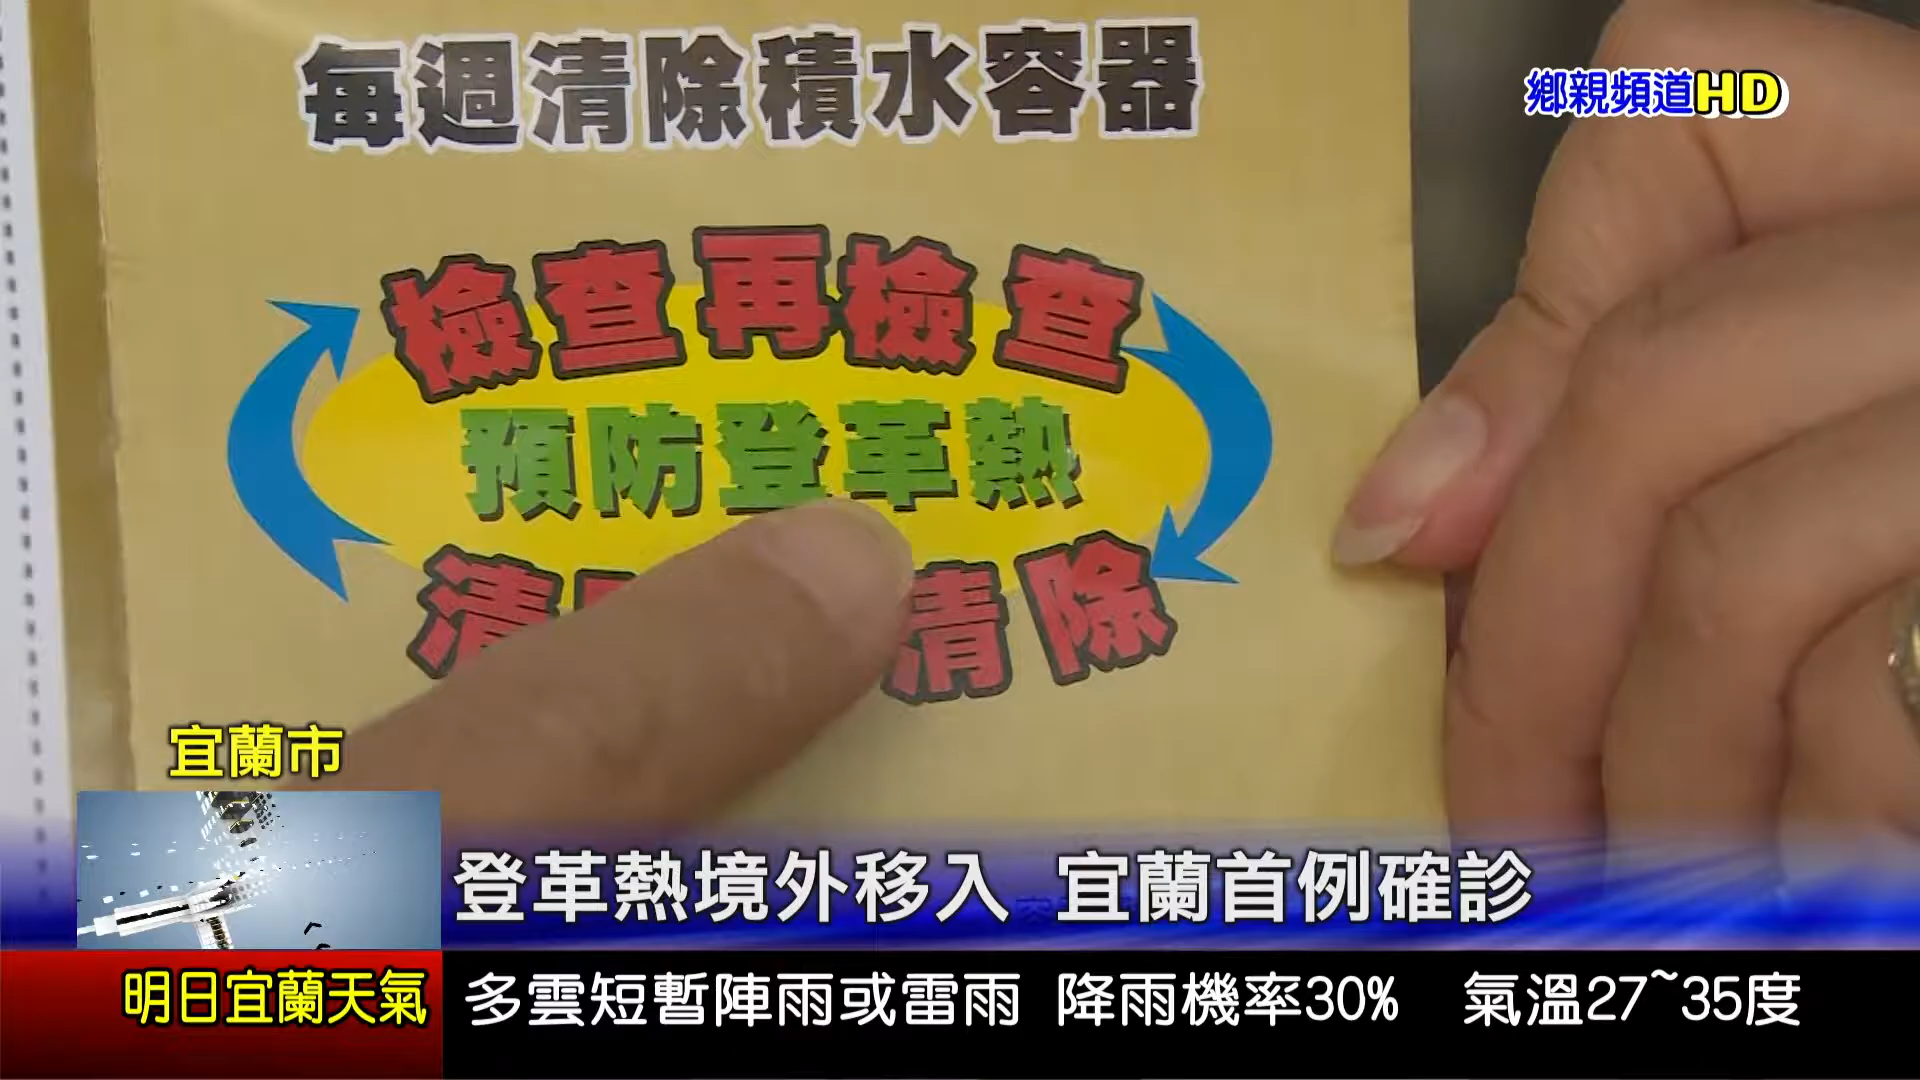 每週清除積水容器
鄉親頻道HD
檢查再檢查
預防登革熱
清 清除
宜蘭市
登革熱境外移入 宜蘭首例確診
明日宜蘭天氣
多雲短暫陣雨或雷雨 降雨機率30% 氣溫27~35度